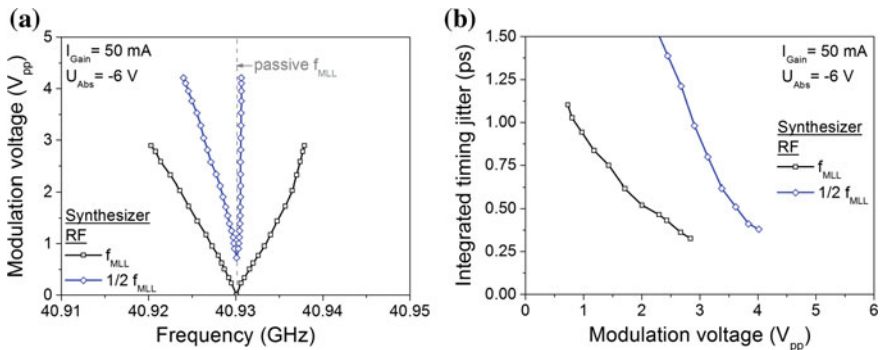 (a)
Modulation voltage (Vpp)
5
4
3
2
1
0
IGain= 50 mA
UAbs= -6 V
passive fMLL
Synthesizer
RF
fMLL
1/2 fMLL
40.91 40.92 40.93 40.94 40.95
Frequency (GHz)
(b)
Integrated timing jitter (ps)
1.50
1.25
1.00
0.75
0.50
0.25
0.00
IGain= 50 mA
UAbs= -6 V
Synthesizer
RF
fMLL
1/2 fMLL
0 1 2 3 4 5 6
Modulation voltage (Vpp)